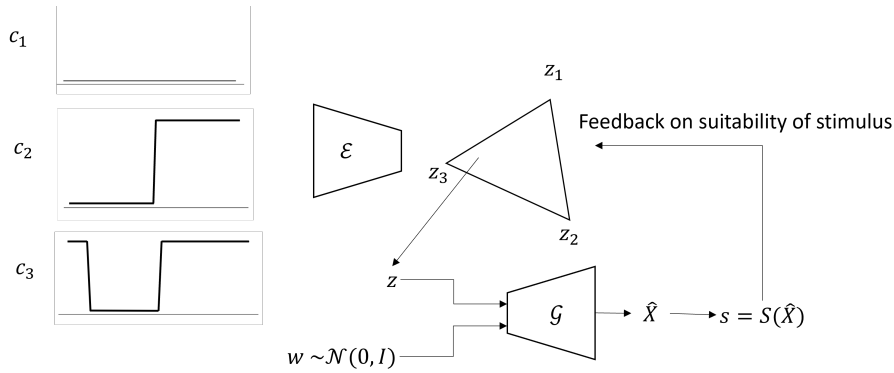 c₁
z₁
Feedback on suitability of stimulus
c₂
ℰ
z₃
z₂
c₃
z
𝒢
X̂
s = S(X̂)
w ~𝒩(0, I)